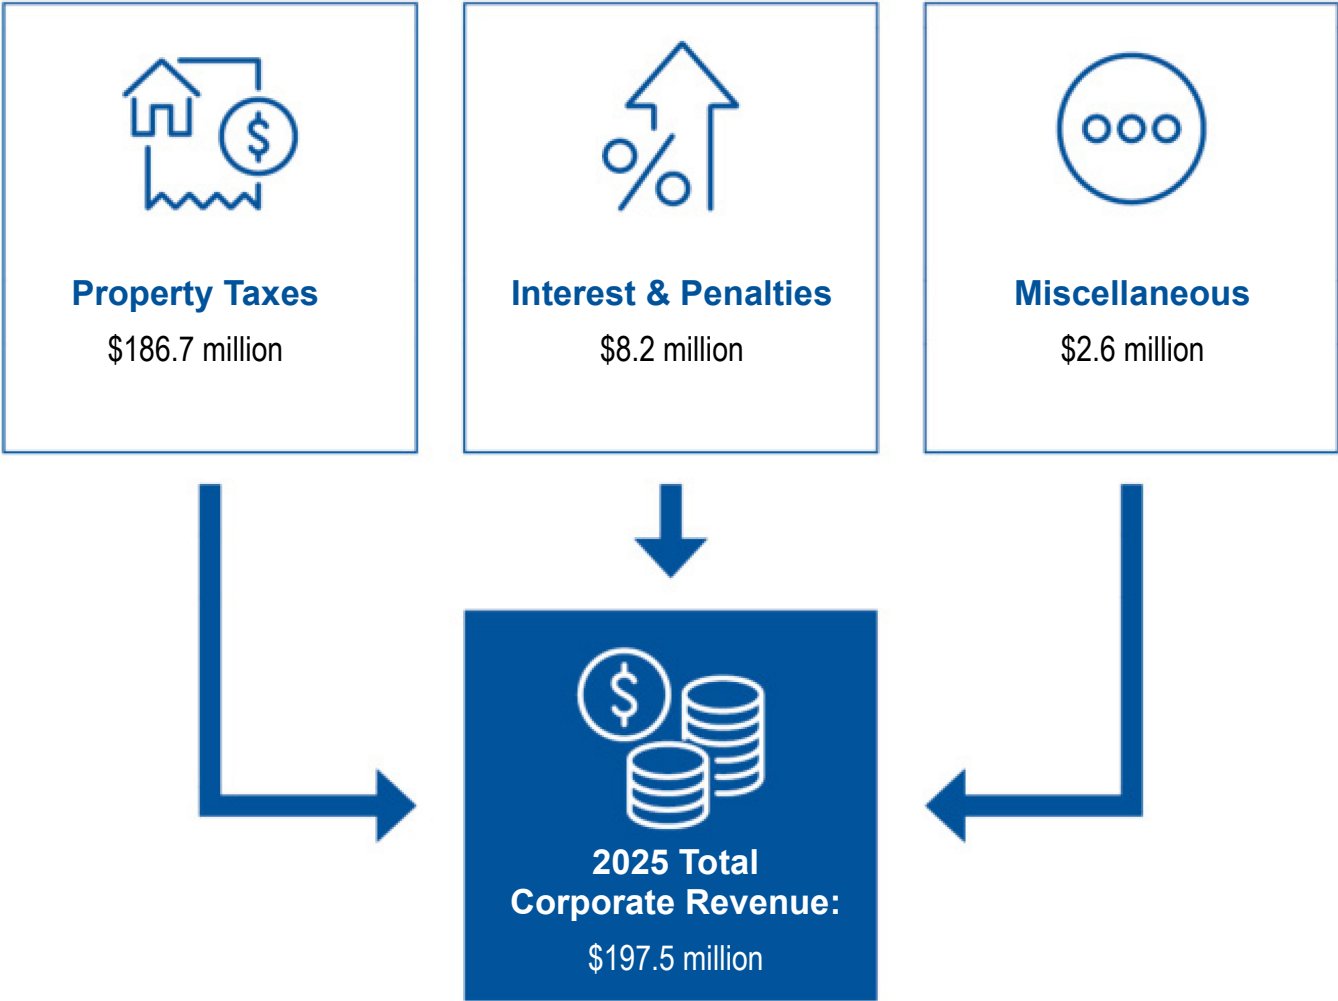 Property Taxes
$186.7 million
Interest & Penalties
$8.2 million
Miscellaneous
$2.6 million
2025 Total
Corporate Revenue:
$197.5 million